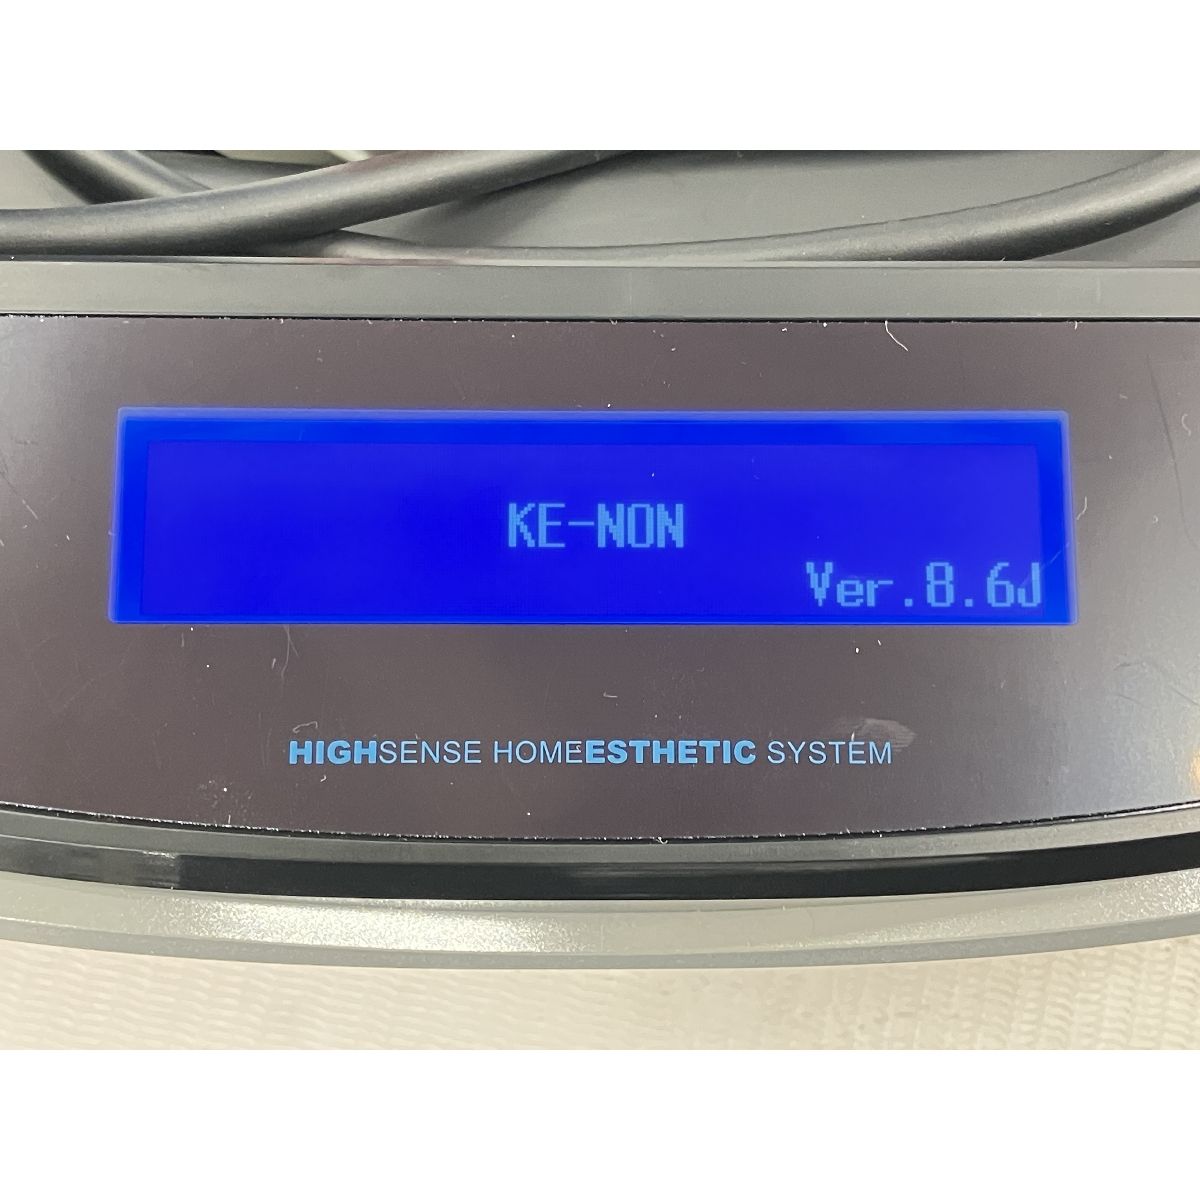 KE-NON
Ver.8.6J
HIGHSENSE HOMEESTHETIC SYSTEM